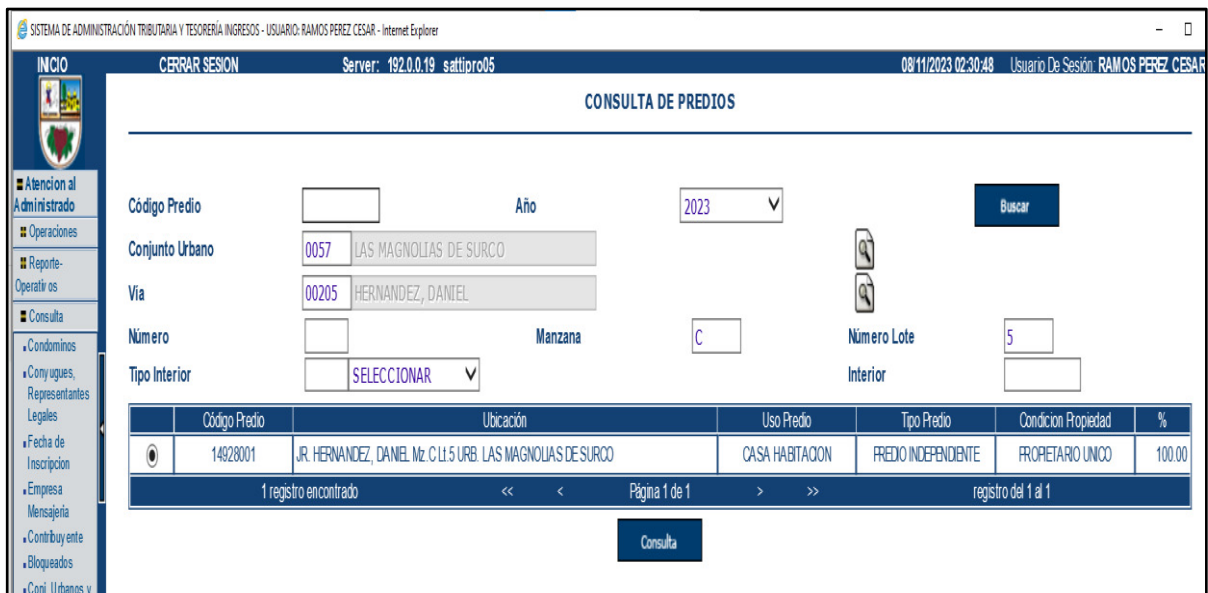 SISTEMA DE ADMINISTRACIÓN TRIBUTARIA Y TESORERÍA INGRESOS - USUARIO: RAMOS PEREZ CESAR - Internet Explorer
INICIO CERRAR SESION Server: 192.0.0.19 sattipro05 08/11/2023 02:30:48 Usuario De Sesión: RAMOS PEREZ CESAR
CONSULTA DE PREDIOS
Atencion al
Administrado
Operaciones
Reporte-
Operativos
Consulta
Condominos
Conyugues,
Representantes
Legales
Fecha de
Inscripcion
Empresa
Mensajeria
Contribuyente
Bloqueados
Conj. Urbanos y
Código Predio Año 2023 Buscar
Conjunto Urbano 0057 LAS MAGNOLIAS DE SURCO
Via 00205 HERNANDEZ, DANIEL
Número Manzana C Número Lote 5
Tipo Interior SELECCIONAR Interior
Código Predio Ubicación Uso Predio Tipo Predio Condicion Propiedad %
14928001 JR. HERNANDEZ, DANIEL Mz. C Lt. 5 URB. LAS MAGNOLIAS DE SURCO CASA HABITACION PREDIO INDEPENDIENTE PROPIETARIO UNICO 100.00
1 registro encontrado << < Página 1 de 1 > >> registro del 1 al 1
Consulta